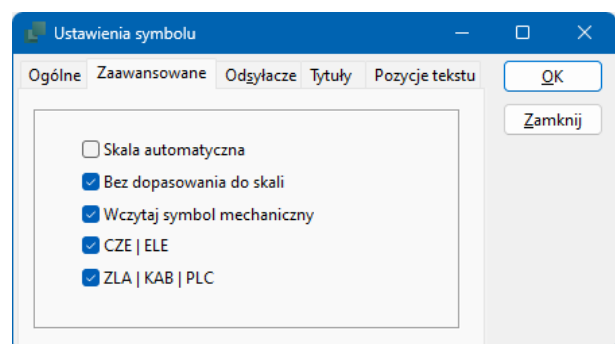 Ustawienia symbolu
Ogólne Zaawansowane Odsyłacze Tytuły Pozycje tekstu
OK
Zamknij
Skala automatyczna
Bez dopasowania do skali
Wczytaj symbol mechaniczny
CZE | ELE
ZLA | KAB | PLC